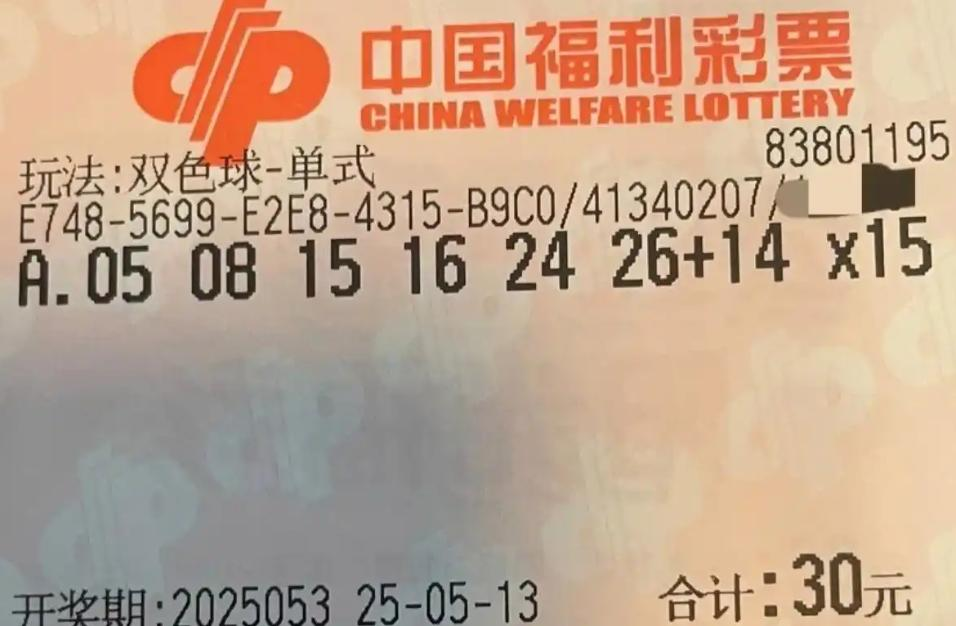 中国福利彩票
CHINA WELFARE LOTTERY
83801195
玩法:双色球-单式
E748-5699-E2E8-4315-B9C0/41340207/
A.05 08 15 16 24 26+14 x15
开奖期:2025053 25-05-13 合计:30元